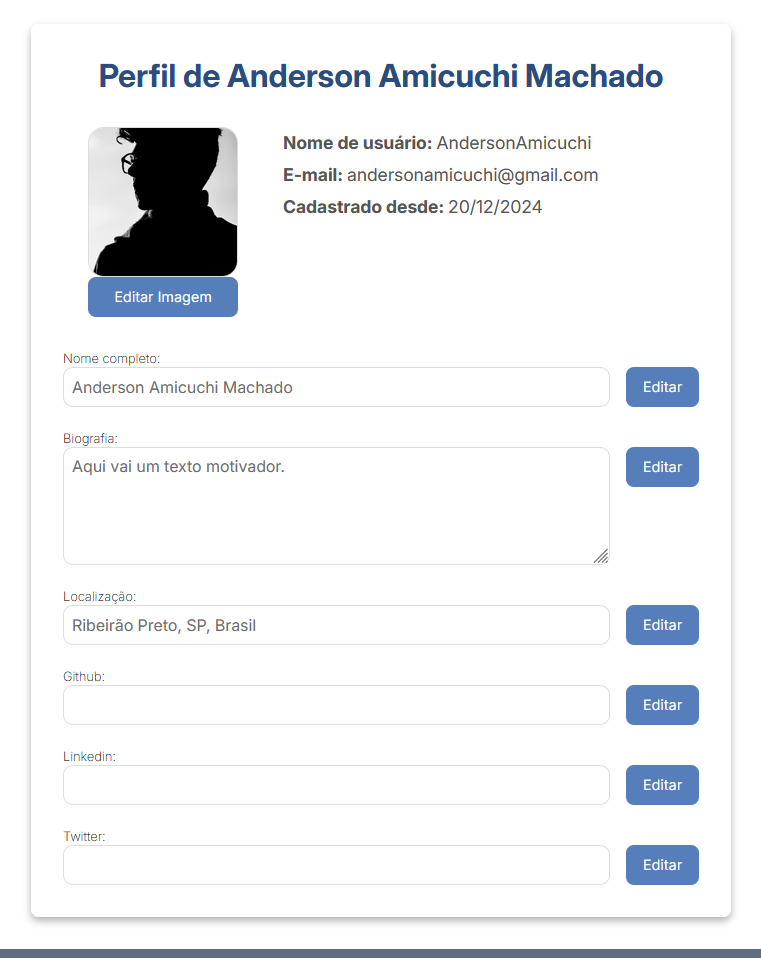 Perfil de Anderson Amicuchi Machado
Nome de usuário: AndersonAmicuchi
E-mail: andersonamicuchi@gmail.com
Cadastrado desde: 20/12/2024
Editar Imagem
Nome completo:
Anderson Amicuchi Machado
Editar
Biografia:
Aqui vai um texto motivador.
Editar
Localização:
Ribeirão Preto, SP, Brasil
Editar
Github:
Editar
Linkedin:
Editar
Twitter:
Editar